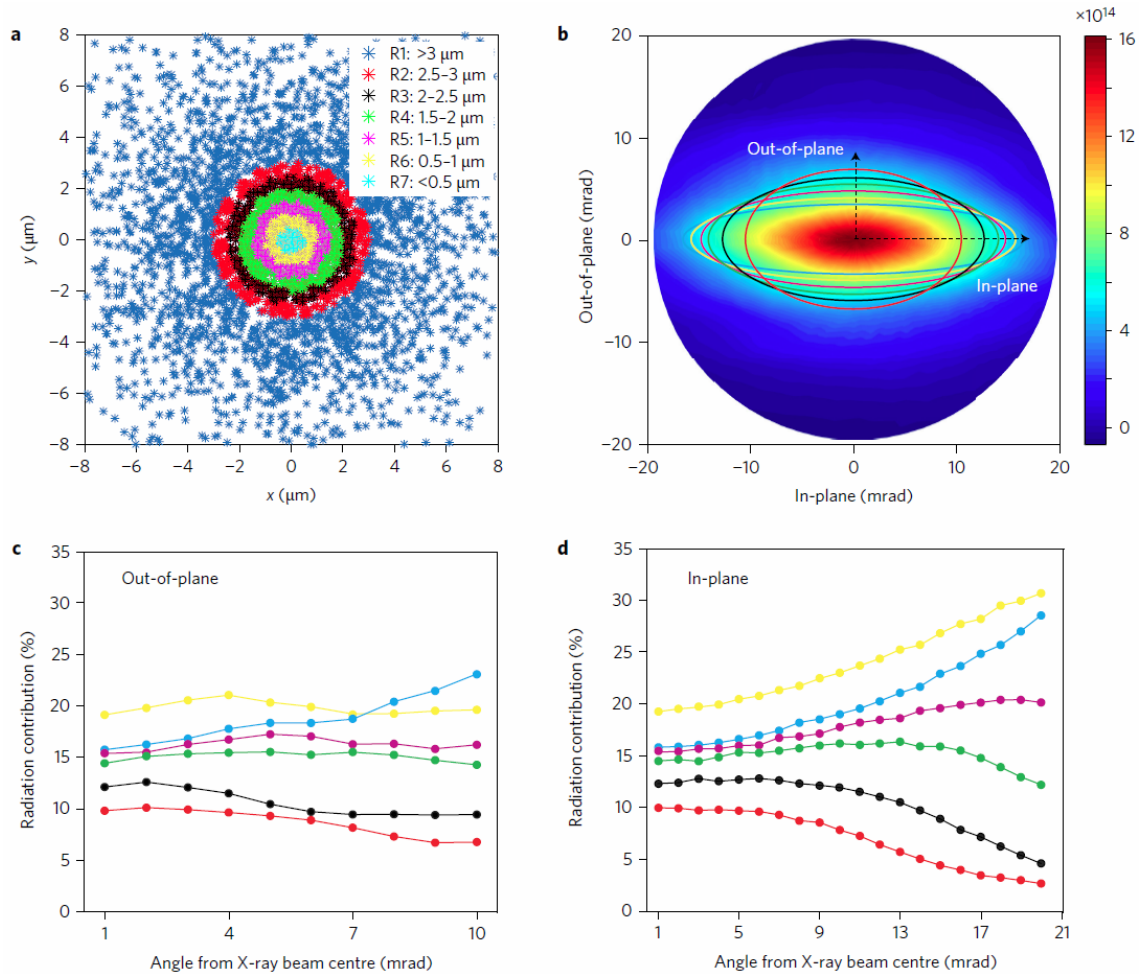 a
8
6
4
2
0
−2
−4
−6
−8
y (μm)
−8 −6 −4 −2 0 2 4 6 8
x (μm)
R1: >3 μm
R2: 2.5–3 μm
R3: 2–2.5 μm
R4: 1.5–2 μm
R5: 1–1.5 μm
R6: 0.5–1 μm
R7: <0.5 μm
b
20
10
0
−10
−20
Out-of-plane (mrad)
Out-of-plane
In-plane
−20 −10 0 10 20
In-plane (mrad)
×10¹⁴
16
14
12
10
8
6
4
2
0
c
Out-of-plane
35
30
25
20
15
10
5
0
Radiation contribution (%)
1 4 7 10
Angle from X-ray beam centre (mrad)
d
In-plane
35
30
25
20
15
10
5
0
Radiation contribution (%)
1 5 9 13 17 21
Angle from X-ray beam centre (mrad)